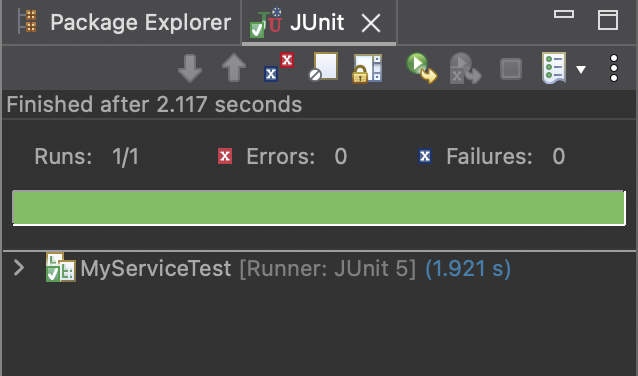 Package Explorer JUnit
Finished after 2.117 seconds
Runs: 1/1 Errors: 0 Failures: 0
MyServiceTest [Runner: JUnit 5] (1.921 s)